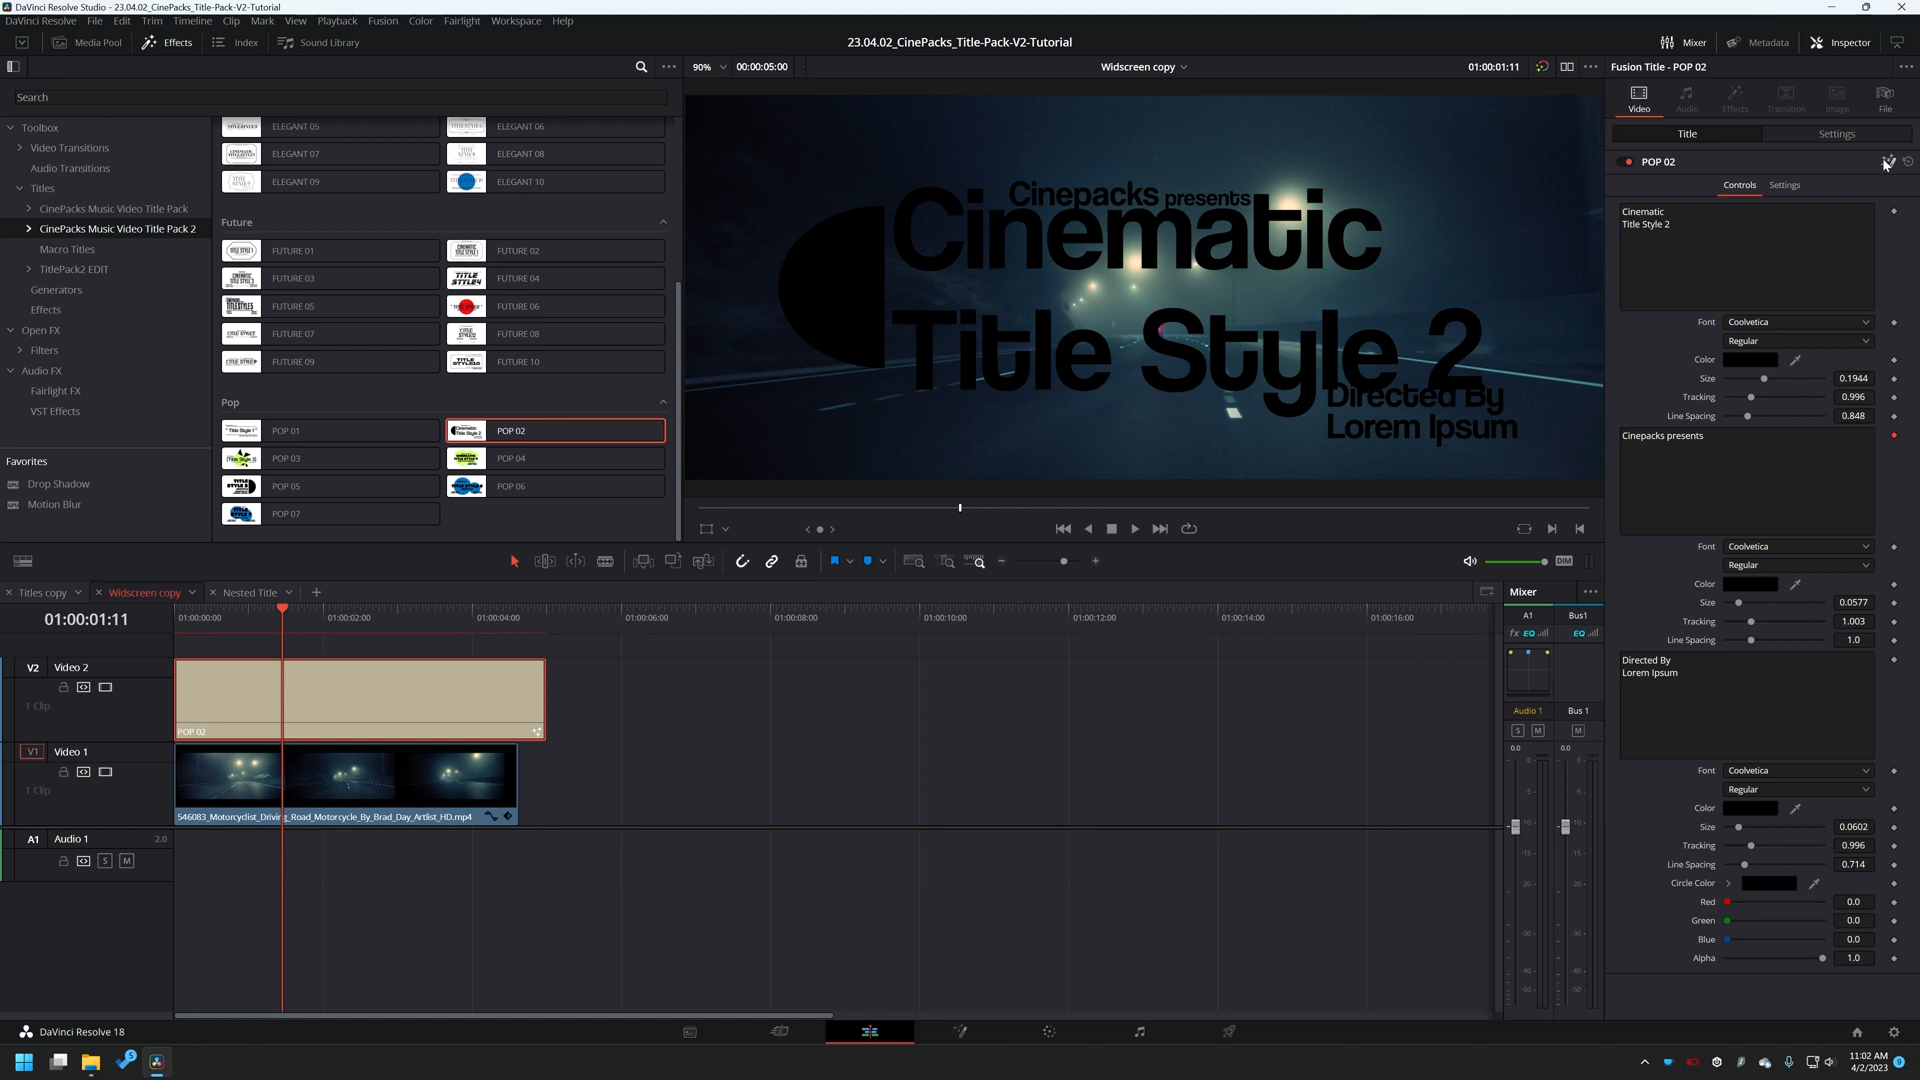 DaVinci Resolve Studio - 23.04.02_CinePacks_Title-Pack-V2-Tutorial
DaVinci Resolve File Edit Trim Timeline Clip Mark View Playback Fusion Color Fairlight Workspace Help
Media Pool Effects Index Sound Library
23.04.02_CinePacks_Title-Pack-V2-Tutorial
Mixer Metadata Inspector
90% 00:00:05:00 Widscreen copy 01:00:01:11
Fusion Title - POP 02
Search
Toolbox
Video Transitions
Audio Transitions
Titles
CinePacks Music Video Title Pack
CinePacks Music Video Title Pack 2
Macro Titles
TitlePack2 EDIT
Generators
Effects
Open FX
Filters
Audio FX
Fairlight FX
VST Effects
Favorites
Drop Shadow
Motion Blur
ELEGANT 05 ELEGANT 06
ELEGANT 07 ELEGANT 08
ELEGANT 09 ELEGANT 10
Future
FUTURE 01 FUTURE 02
FUTURE 03 FUTURE 04
FUTURE 05 FUTURE 06
FUTURE 07 FUTURE 08
FUTURE 09 FUTURE 10
Pop
POP 01 POP 02
POP 03 POP 04
POP 05 POP 06
POP 07
Cinepacks presents
Cinematic
Title Style 2
Directed By
Lorem Ipsum
Video Audio Effects Transition Image File
Title Settings
POP 02
Controls Settings
Cinematic
Title Style 2
Font Coolvetica
Regular
Color
Size 0.1944
Tracking 0.996
Line Spacing 0.848
Cinepacks presents
Font Coolvetica
Regular
Color
Size 0.0577
Tracking 1.003
Line Spacing 1.0
Directed By
Lorem Ipsum
Font Coolvetica
Regular
Color
Size 0.0602
Tracking 0.996
Line Spacing 0.714
Circle Color
Red 0.0
Green 0.0
Blue 0.0
Alpha 1.0
DIM
Titles copy Widscreen copy Nested Title
01:00:01:11
01:00:00:00 01:00:02:00 01:00:04:00 01:00:06:00 01:00:08:00 01:00:10:00 01:00:12:00 01:00:14:00 01:00:16:00
V2 Video 2
1 Clip
POP 02
V1 Video 1
1 Clip
546083_Motorcyclist_Driving_Road_Motorcycle_By_Brad_Day_Artlist_HD.mp4
A1 Audio 1 2.0
S M
Mixer
A1 Bus1
fx EQ EQ
Audio 1 Bus 1
S M M
0.0 0.0
DaVinci Resolve 18
5
11:02 AM
4/2/2023
9